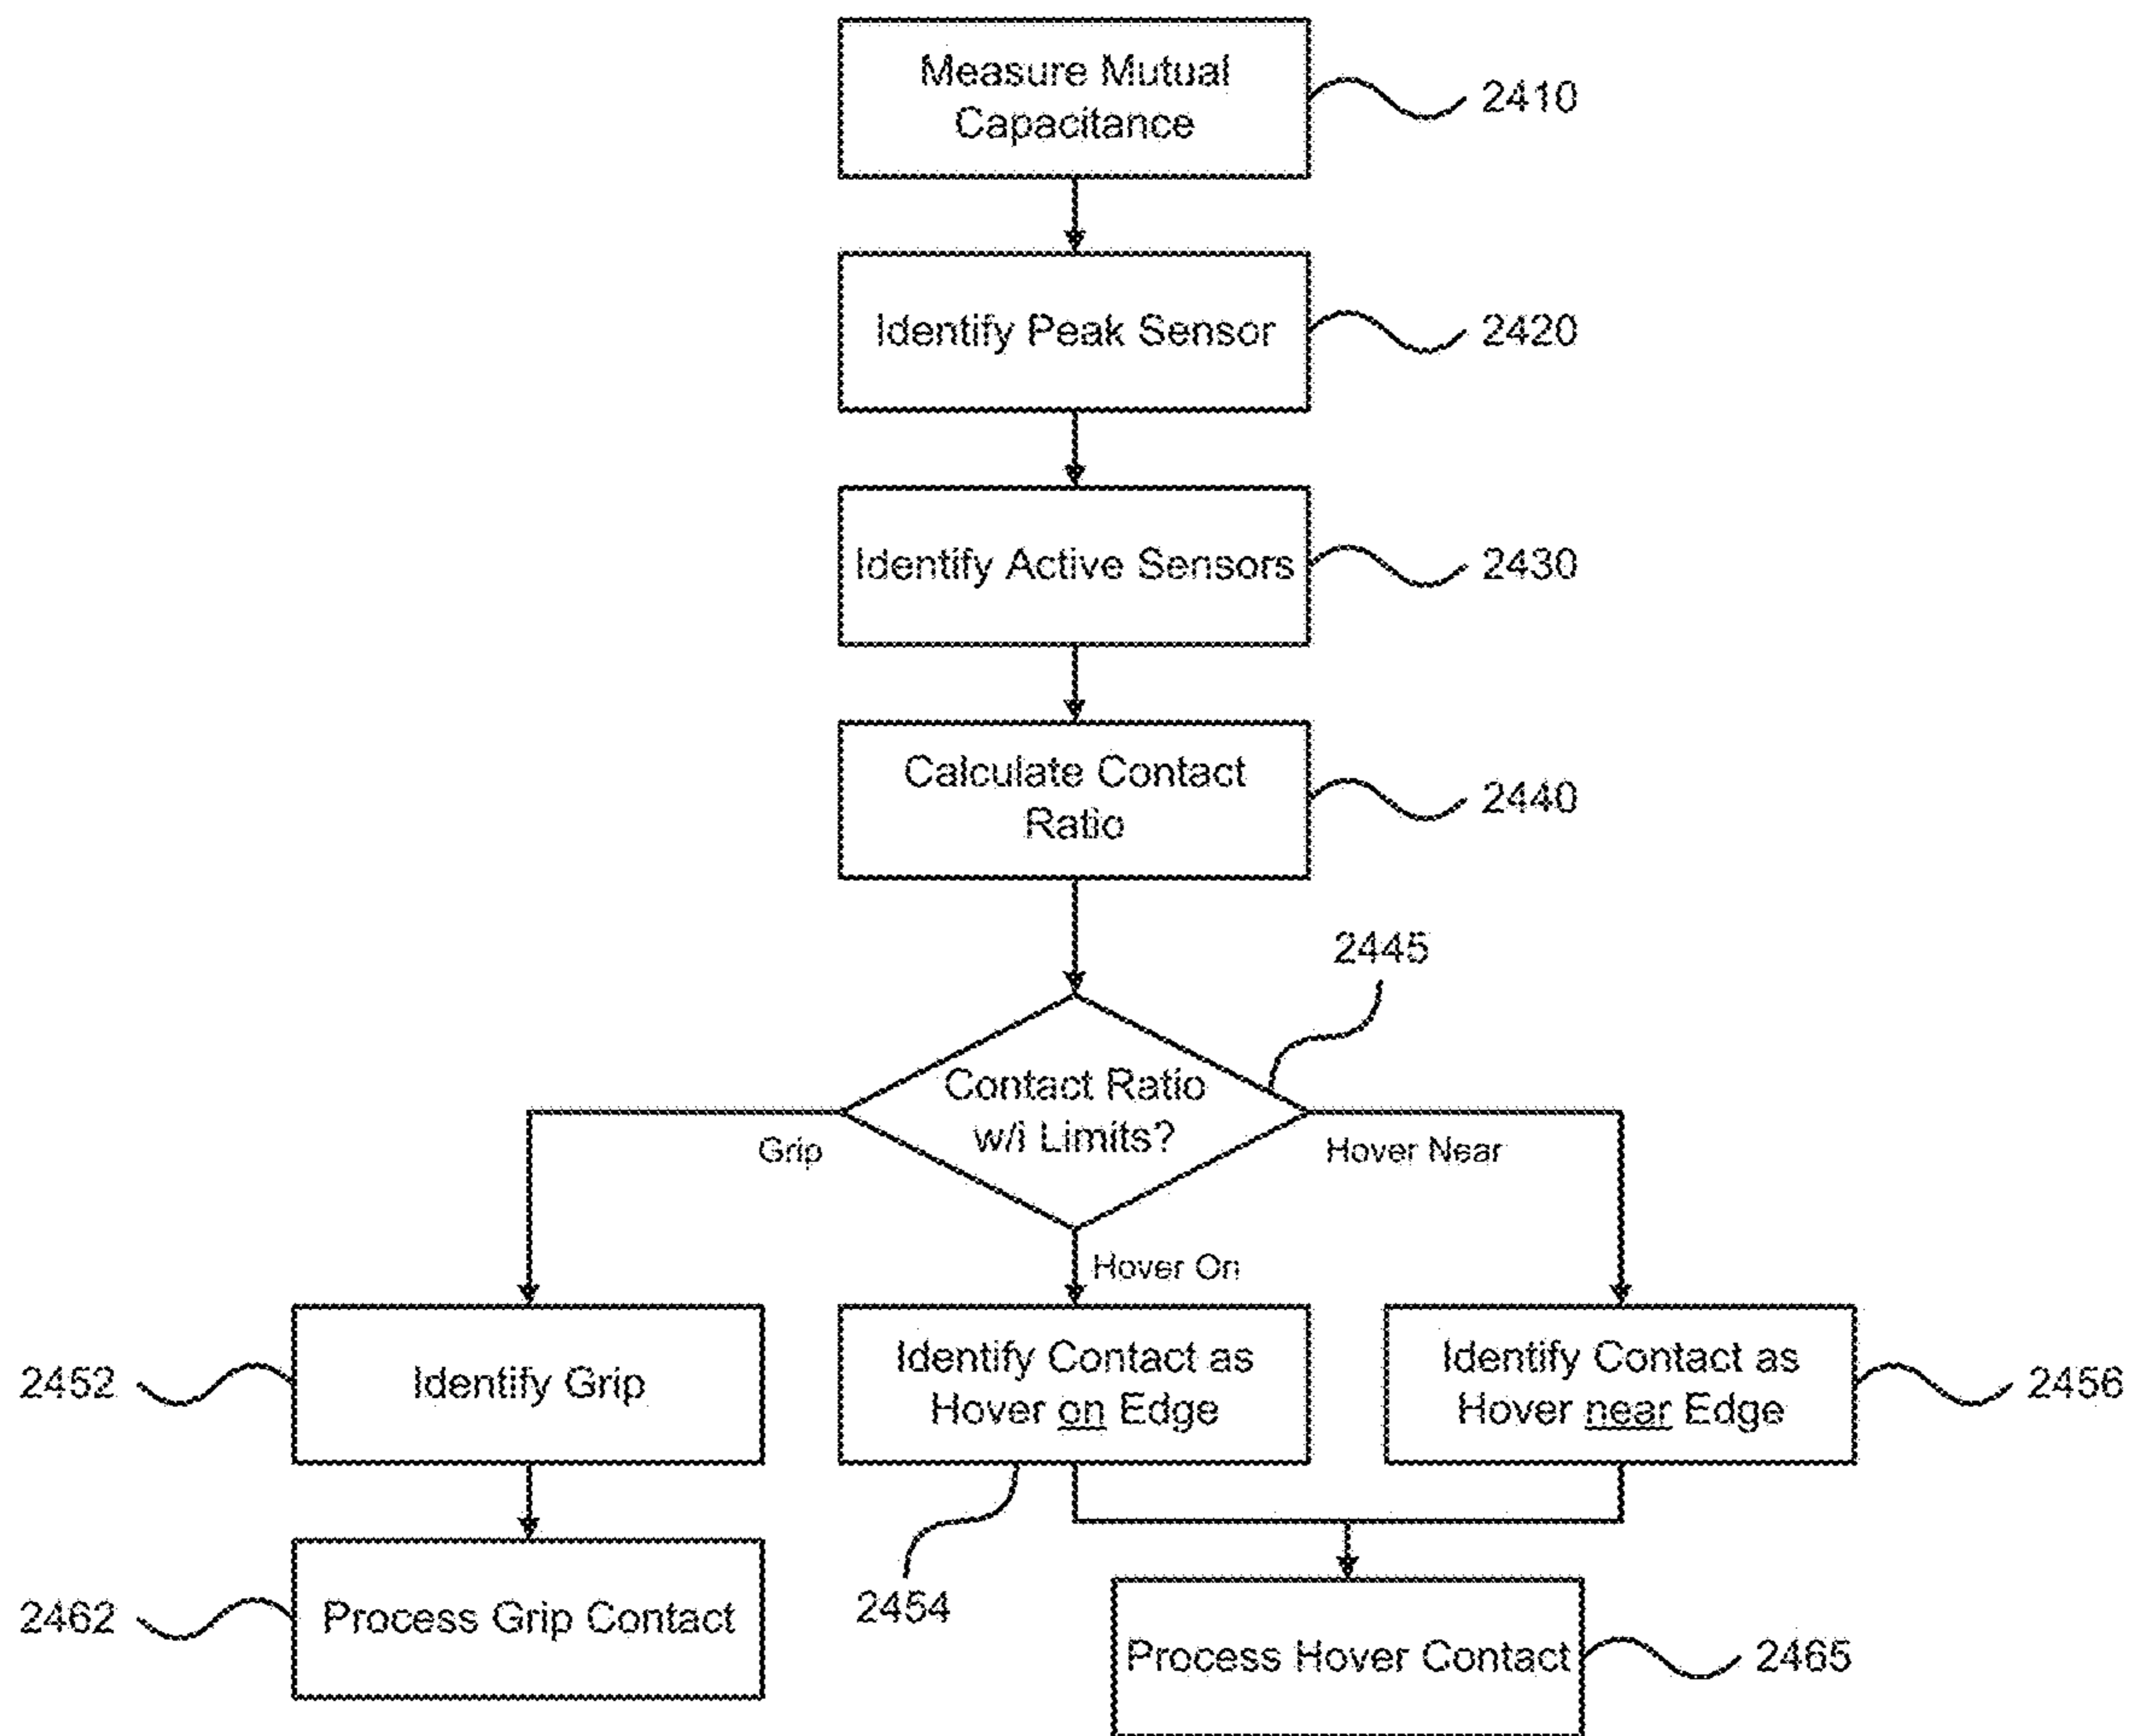 Measure Mutual
Capacitance
2410
Identify Peak Sensor
2420
Identify Active Sensors
2430
Calculate Contact
Ratio
2440
2445
Contact Ratio
w/i Limits?
Grip
Hover Near
Hover On
2452
Identify Grip
Identify Contact as
Hover on Edge
Identify Contact as
Hover near Edge
2456
2454
2462
Process Grip Contact
Process Hover Contact
2465